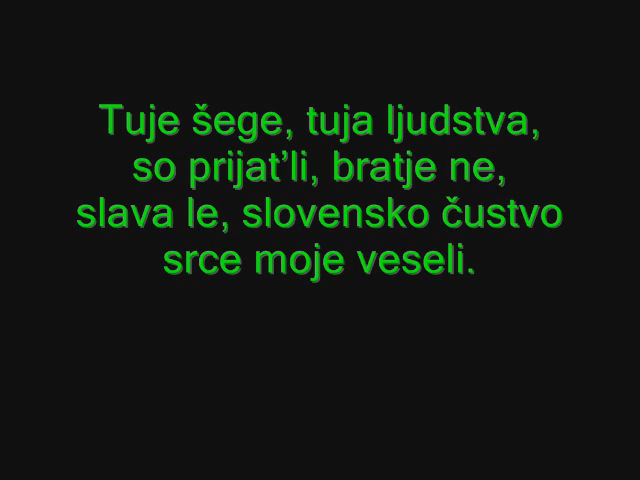 Tuje šege, tuja ljudstva,
so prijat'li, bratje ne,
slava le, slovensko čustvo
srce moje veseli.